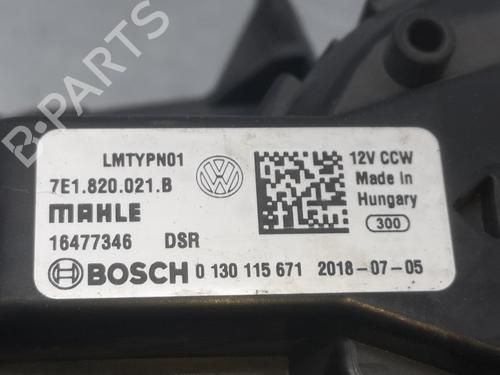 B-PARTS
LMTYPN01
7E1.820.021.B
MAHLE
16477346 DSR
BOSCH 0 130 115 671 2018-07-05
12V CCW
Made in
Hungary
300